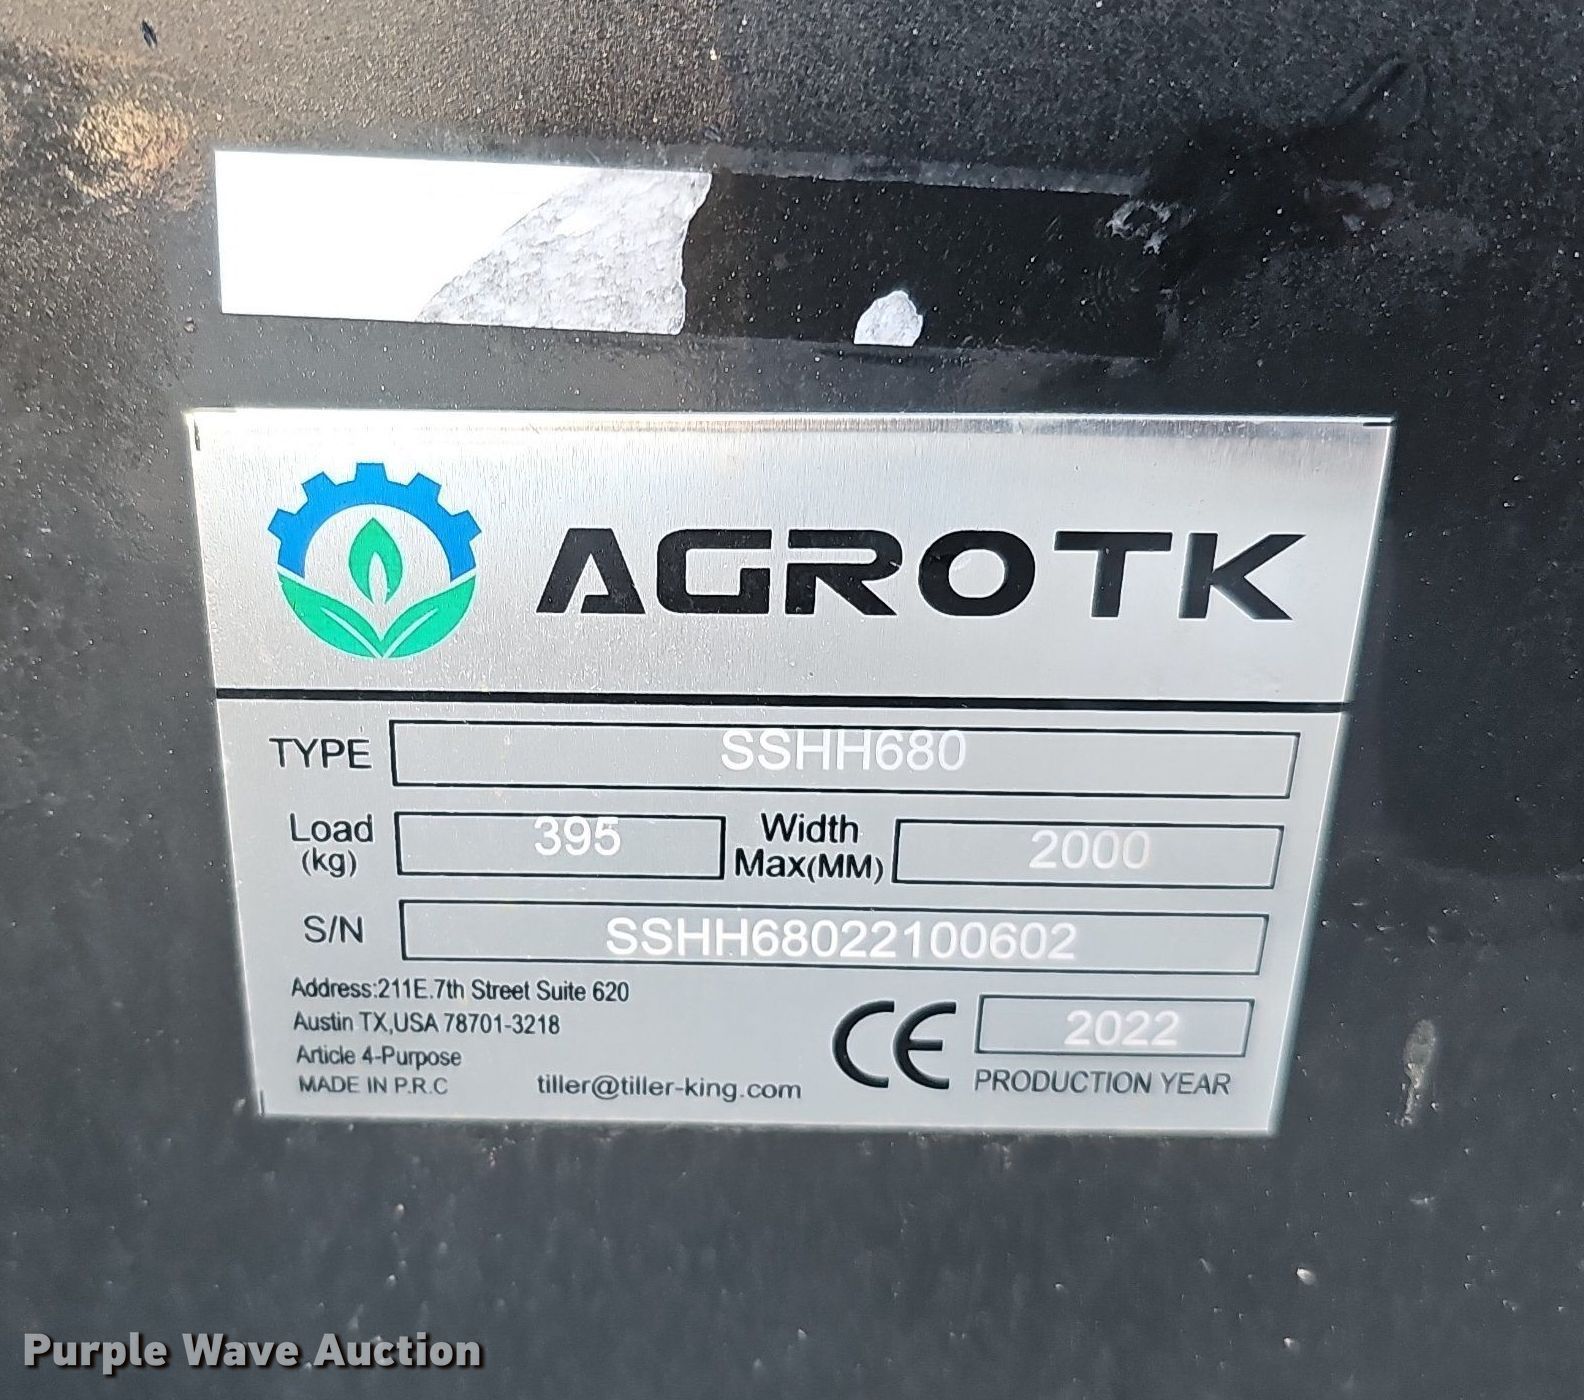 AGROTK
TYPE SSHH680
Load (kg) 395 Width Max(MM) 2000
S/N SSHH68022100602
Address:211E.7th Street Suite 620
Austin TX,USA 78701-3218
Article 4-Purpose
MADE IN P.R.C tiller@tiller-king.com
CE 2022
PRODUCTION YEAR
Purple Wave Auction